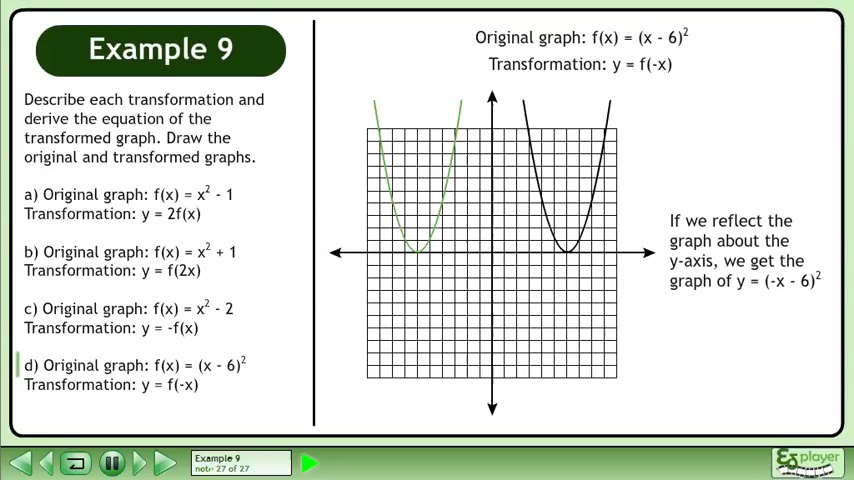 Example 9
Describe each transformation and
derive the equation of the
transformed graph. Draw the
original and transformed graphs.
a) Original graph: f(x) = x² - 1
Transformation: y = 2f(x)
b) Original graph: f(x) = x² + 1
Transformation: y = f(2x)
c) Original graph: f(x) = x² - 2
Transformation: y = -f(x)
d) Original graph: f(x) = (x - 6)²
Transformation: y = f(-x)
Original graph: f(x) = (x - 6)²
Transformation: y = f(-x)
If we reflect the
graph about the
y-axis, we get the
graph of y = (-x - 6)²
Example 9
note 27 of 27
player